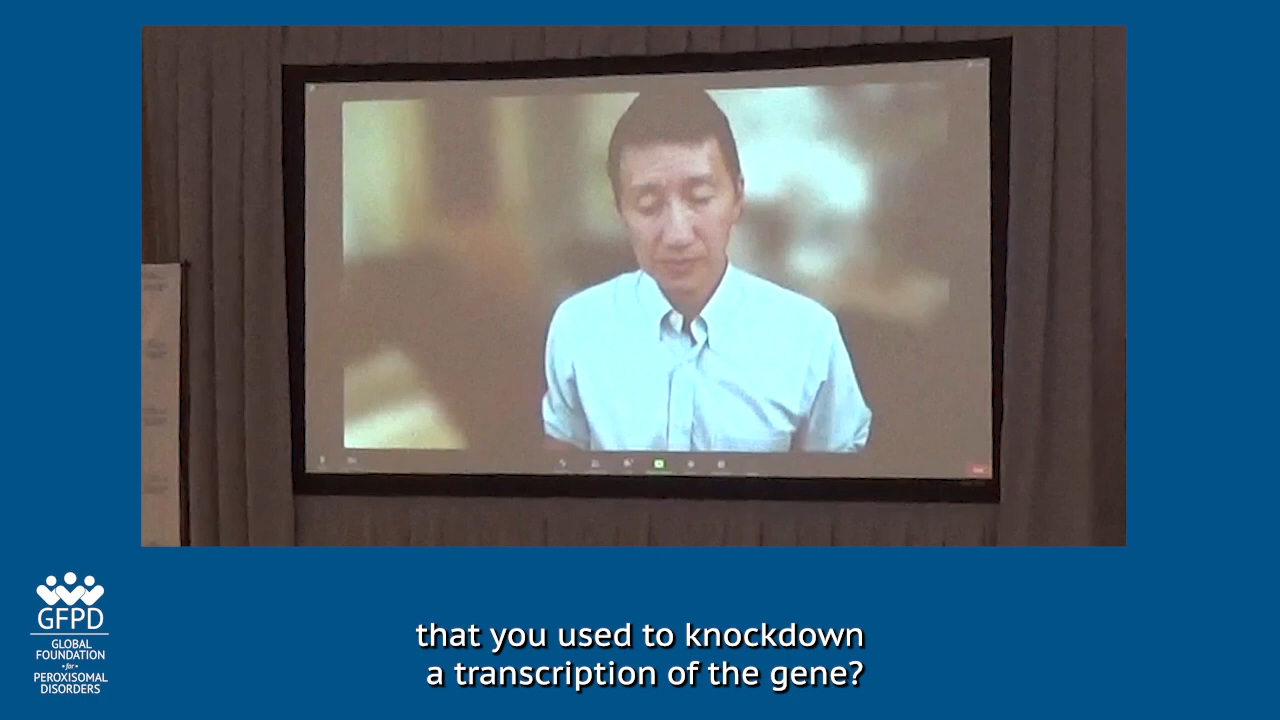 GFPD
GLOBAL
FOUNDATION
•for•
PEROXISOMAL
DISORDERS
that you used to knockdown
a transcription of the gene?